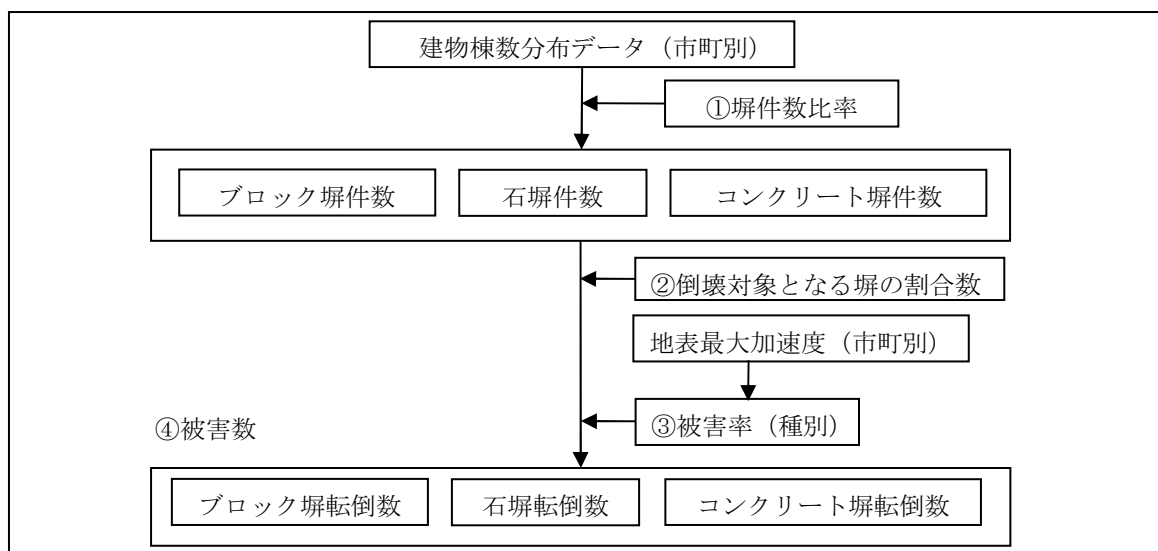 建物棟数分布データ（市町別）
①塀件数比率
ブロック塀件数
石塀件数
コンクリート塀件数
②倒壊対象となる塀の割合数
地表最大加速度（市町別）
③被害率（種別）
④被害数
ブロック塀転倒数
石塀転倒数
コンクリート塀転倒数